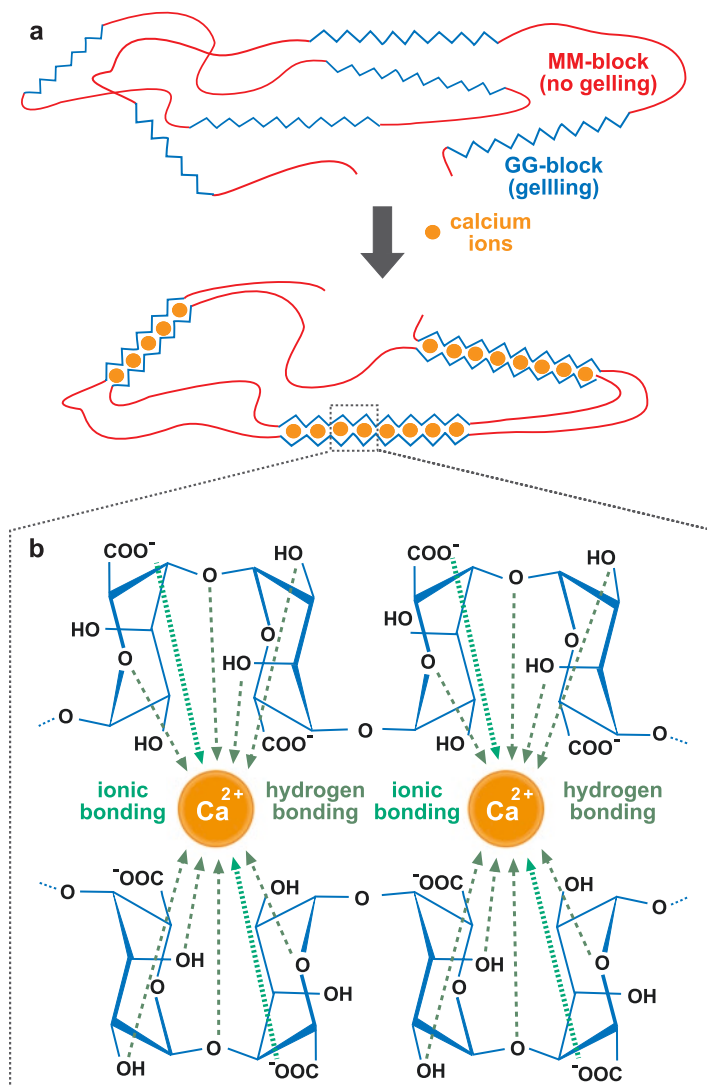 a
MM-block
(no gelling)
GG-block
(gellling)
calcium
ions
b
COO⁻
HO
COO⁻
HO
O
O
HO
O
HO
O
HO
O
HO
O
O
O
HO
COO⁻
O
HO
COO⁻
O
ionic
bonding
Ca²⁺
hydrogen
bonding
ionic
bonding
Ca²⁺
hydrogen
bonding
⁻OOC
OH
⁻OOC
OH
O
O
O
OH
O
OH
O
O
OH
O
OH
OH
O
⁻OOC
OH
O
⁻OOC